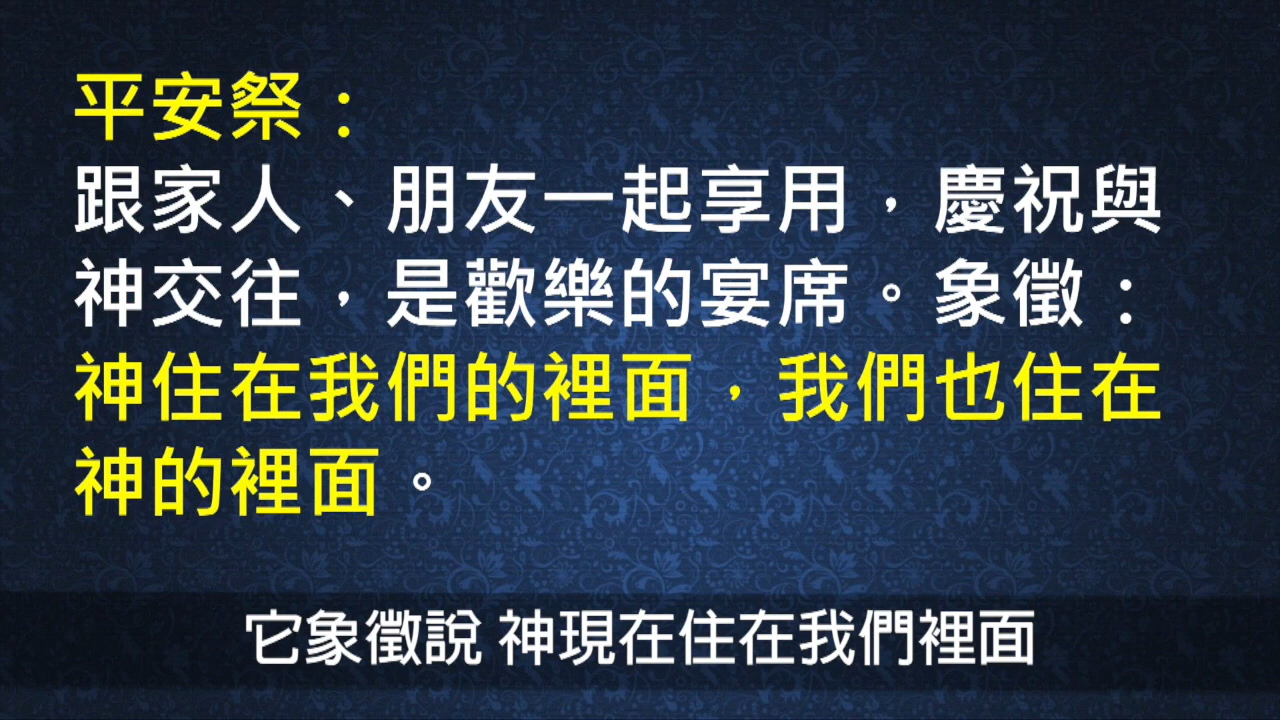 平安祭：
跟家人、朋友一起享用，慶祝與
神交往，是歡樂的宴席。象徵：
神住在我們的裡面，我們也住在
神的裡面。
它象徵說 神現在住在我們裡面